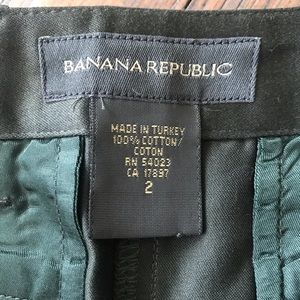 BANANA REPUBLIC
MADE IN TURKEY
100% COTTON/
COTON
RN 54023
CA 17897
2